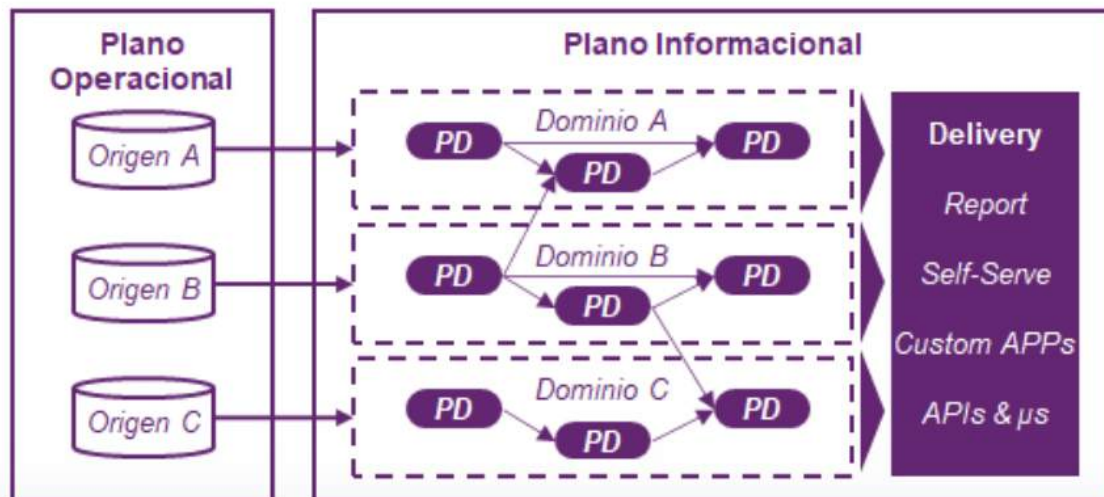 Plano
Operacional
Origen A
Origen B
Origen C
Plano Informacional
Dominio A
PD
PD
PD
Dominio B
PD
PD
PD
Dominio C
PD
PD
PD
Delivery
Report
Self-Serve
Custom APPs
APIs & µs